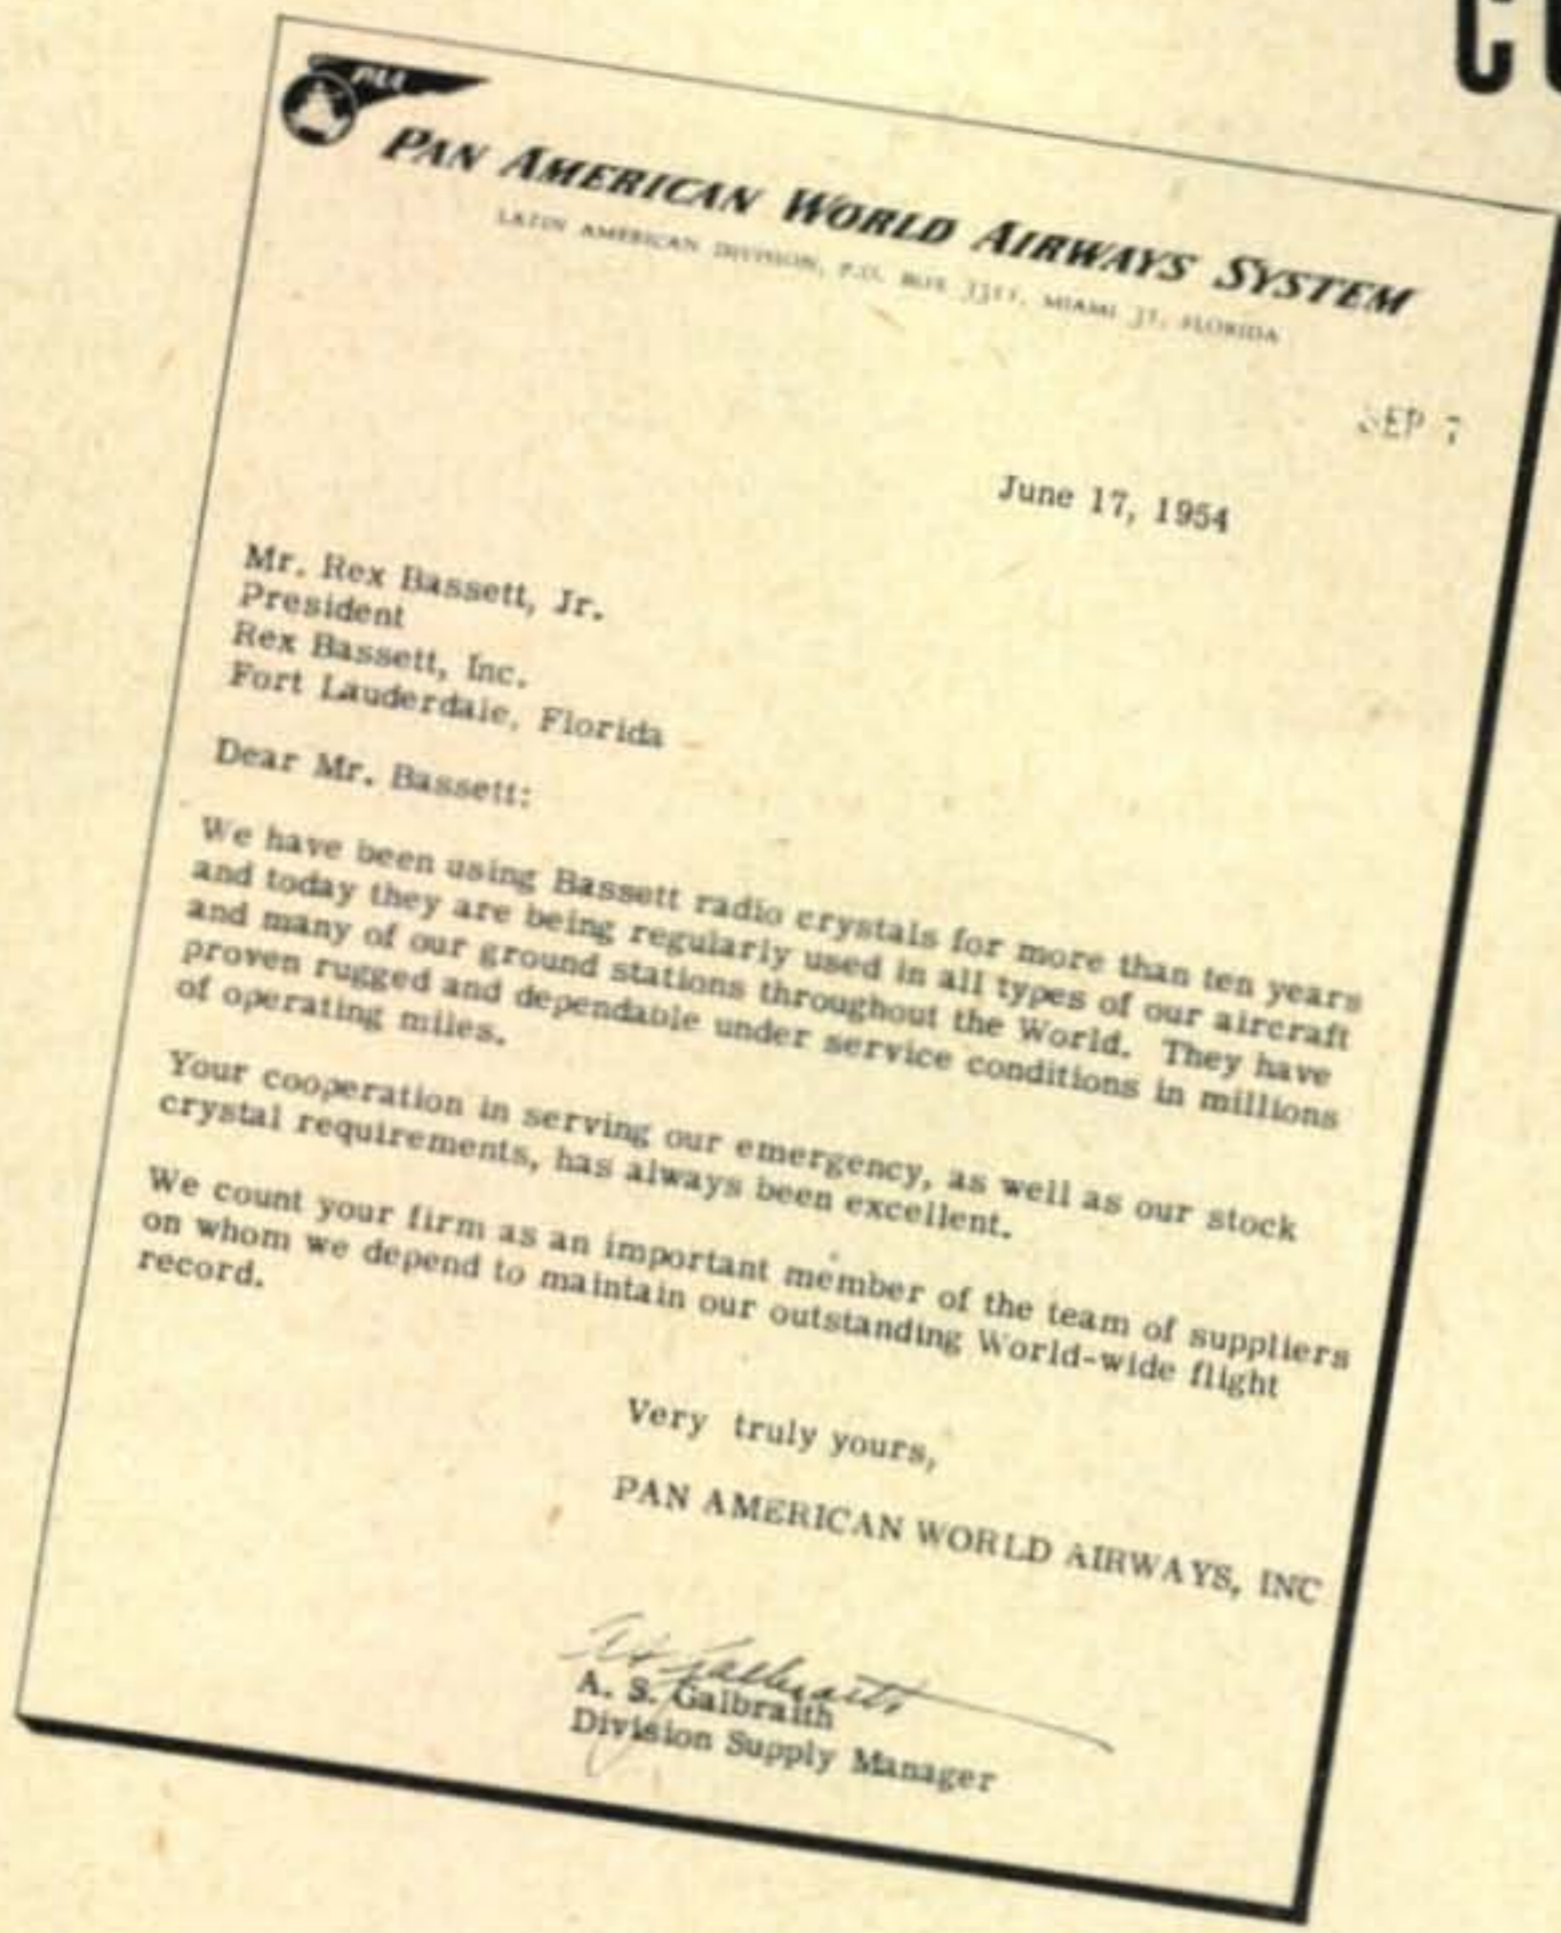 PAA
PAN AMERICAN WORLD AIRWAYS SYSTEM
LATIN AMERICAN DIVISION, P.O. BOX MIAMI FLORIDA
SEP 7
June 17, 1954
Mr. Rex Bassett, Jr.
President
Rex Bassett, Inc.
Fort Lauderdale, Florida
Dear Mr. Bassett:
We have been using Bassett radio crystals for more than ten years
and today they are being regularly used in all types of our aircraft
and many of our ground stations throughout the World. They have
proven rugged and dependable under service conditions in millions
of operating miles.
Your cooperation in serving our emergency, as well as our stock
crystal requirements, has always been excellent.
We count your firm as an important member of the team of suppliers
on whom we depend to maintain our outstanding World-wide flight
record.
Very truly yours,
PAN AMERICAN WORLD AIRWAYS, INC
A. S. Galbraith
Division Supply Manager